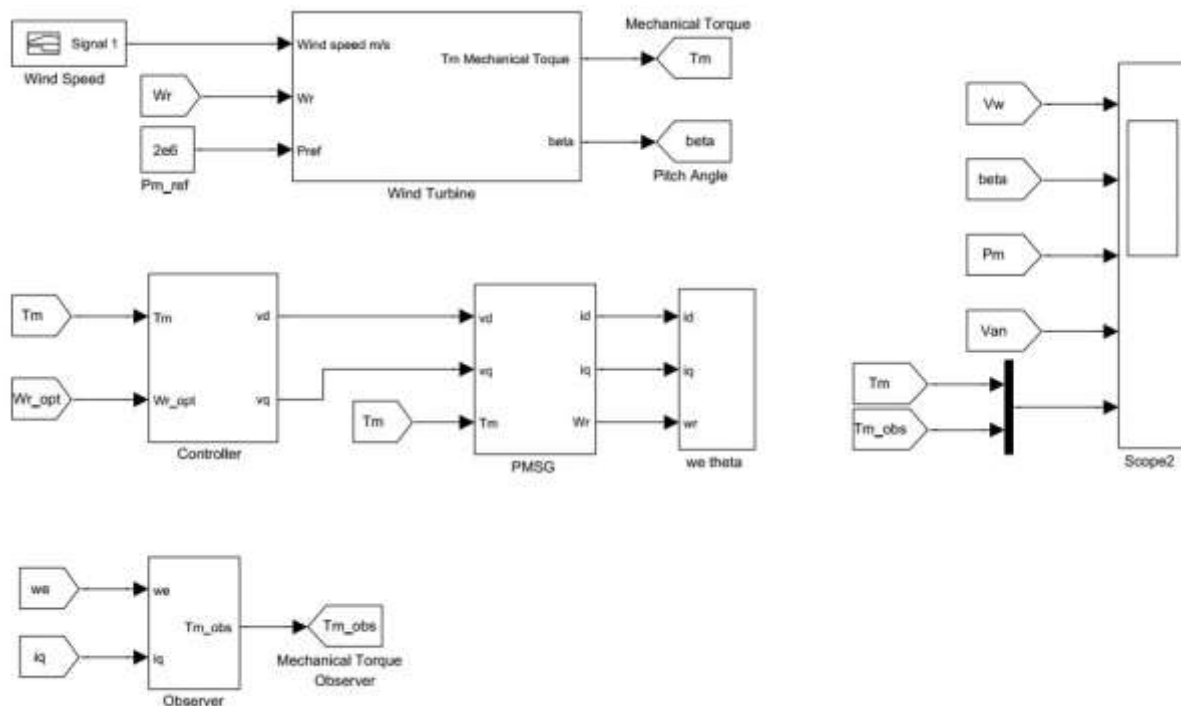 Signal 1
Wind Speed
Wr
2e6
Pm_ref
Wind speed m/s
Wr
Pref
Tm Mechanical Toque
beta
Wind Turbine
Mechanical Torque
Tm
beta
Pitch Angle
Tm
Wr_opt
Tm
Wr_opt
vd
vq
Controller
Tm
vd
vq
Tm
id
iq
Wr
PMSG
id
iq
wr
we theta
we
iq
we
iq
Tm_obs
Observer
Tm_obs
Mechanical Torque
Observer
Vw
beta
Pm
Van
Tm
Tm_obs
Scope2